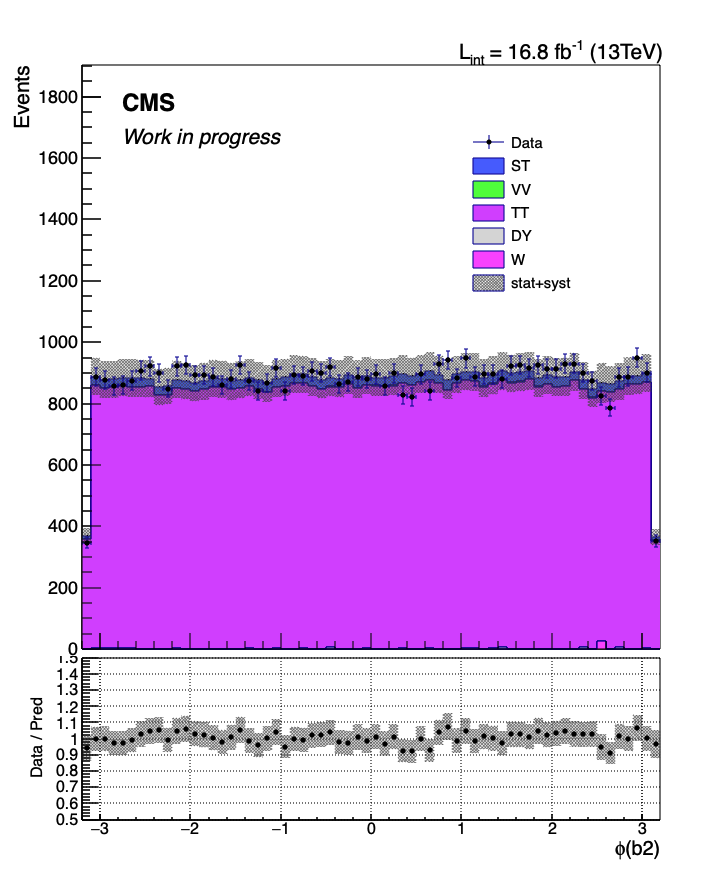 L_int = 16.8 fb^-1 (13TeV)
Events
CMS
Work in progress
Data
ST
VV
TT
DY
W
stat+syst
1800
1600
1400
1200
1000
800
600
400
200
0
Data / Pred
1.5
1.4
1.3
1.2
1.1
1
0.9
0.8
0.7
0.6
0.5
−3 −2 −1 0 1 2 3
ϕ(b2)